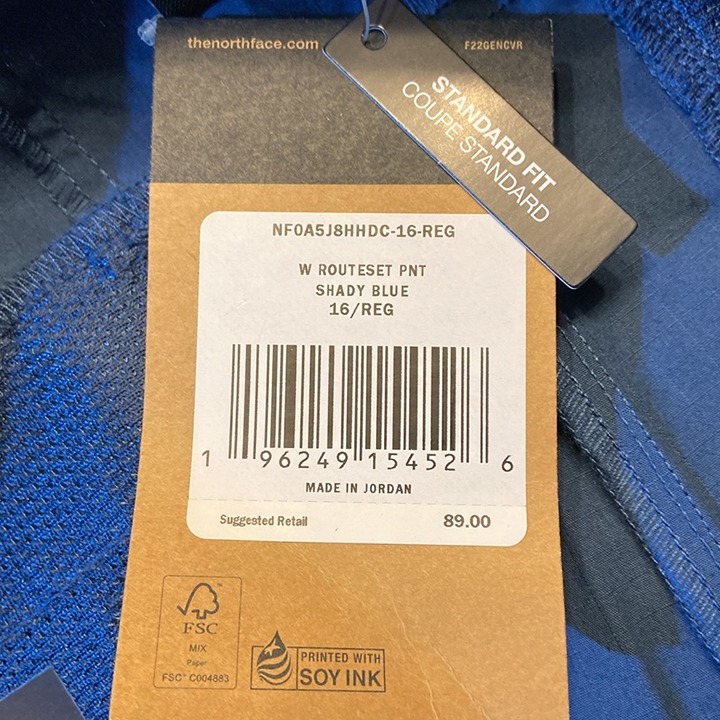 thenorthface.com
F22GENCVR
STANDARD FIT
COUPE STANDARD
NF0A5J8HHDC-16-REG
W ROUTESET PNT
SHADY BLUE
16/REG
1 96249 15452 6
MADE IN JORDAN
Suggested Retail 89.00
FSC
MIX
Paper
FSC™ C004883
PRINTED WITH
SOY INK